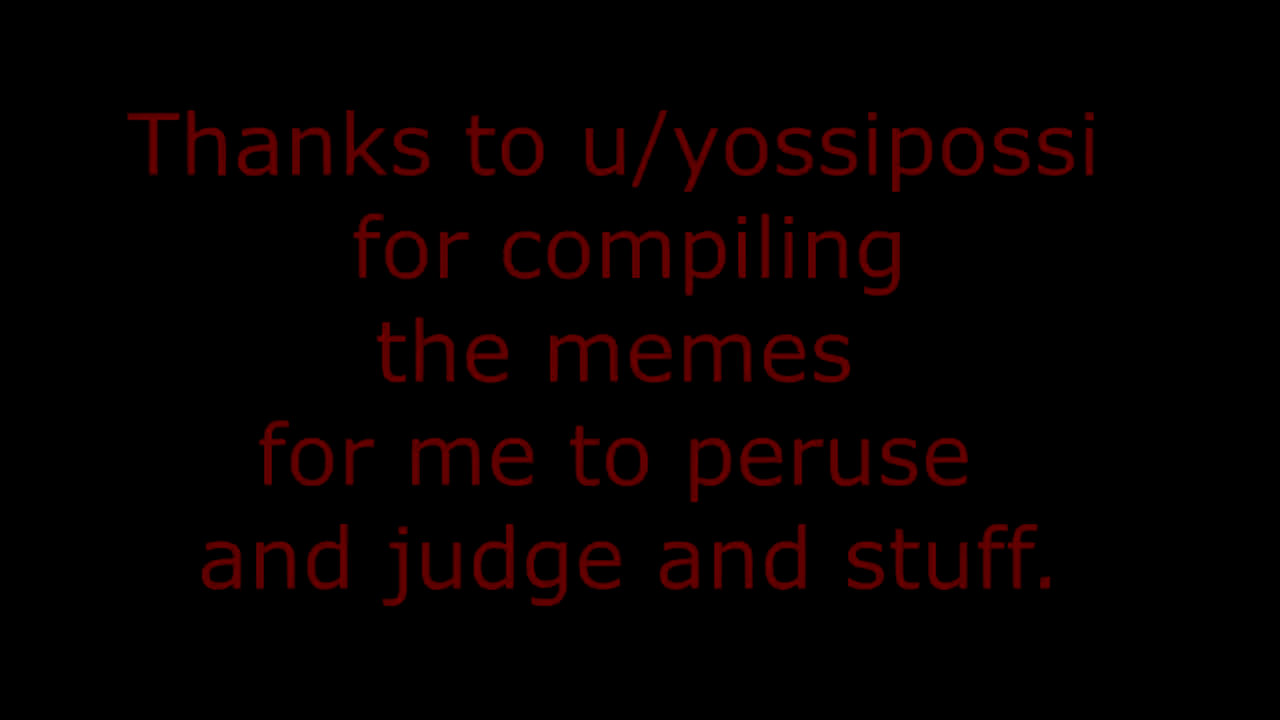 Thanks to u/yossipossi
for compiling
the memes
for me to peruse
and judge and stuff.